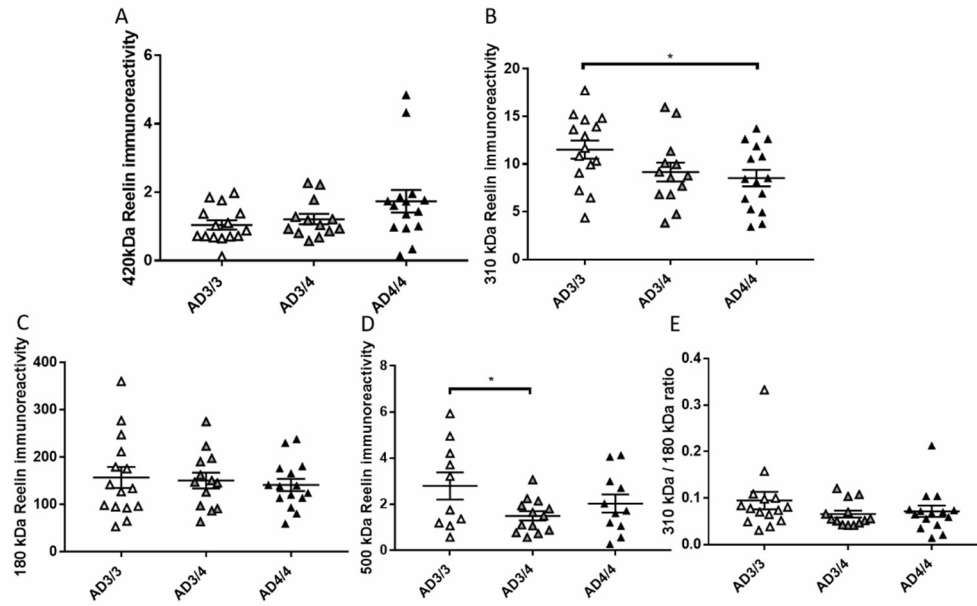 A
420kDa Reelin immunoreactivity
6
4
2
0
AD3/3
AD3/4
AD4/4
B
310 kDa Reelin immunoreactivity
20
15
10
5
0
*
AD3/3
AD3/4
AD4/4
C
180 kDa Reelin immunoreactivity
400
300
200
100
0
AD3/3
AD3/4
AD4/4
D
500 kDa Reelin immunoreactivity
8
6
4
2
0
*
AD3/3
AD3/4
AD4/4
E
310 kDa / 180 kDa ratio
0.4
0.3
0.2
0.1
0.0
AD3/3
AD3/4
AD4/4